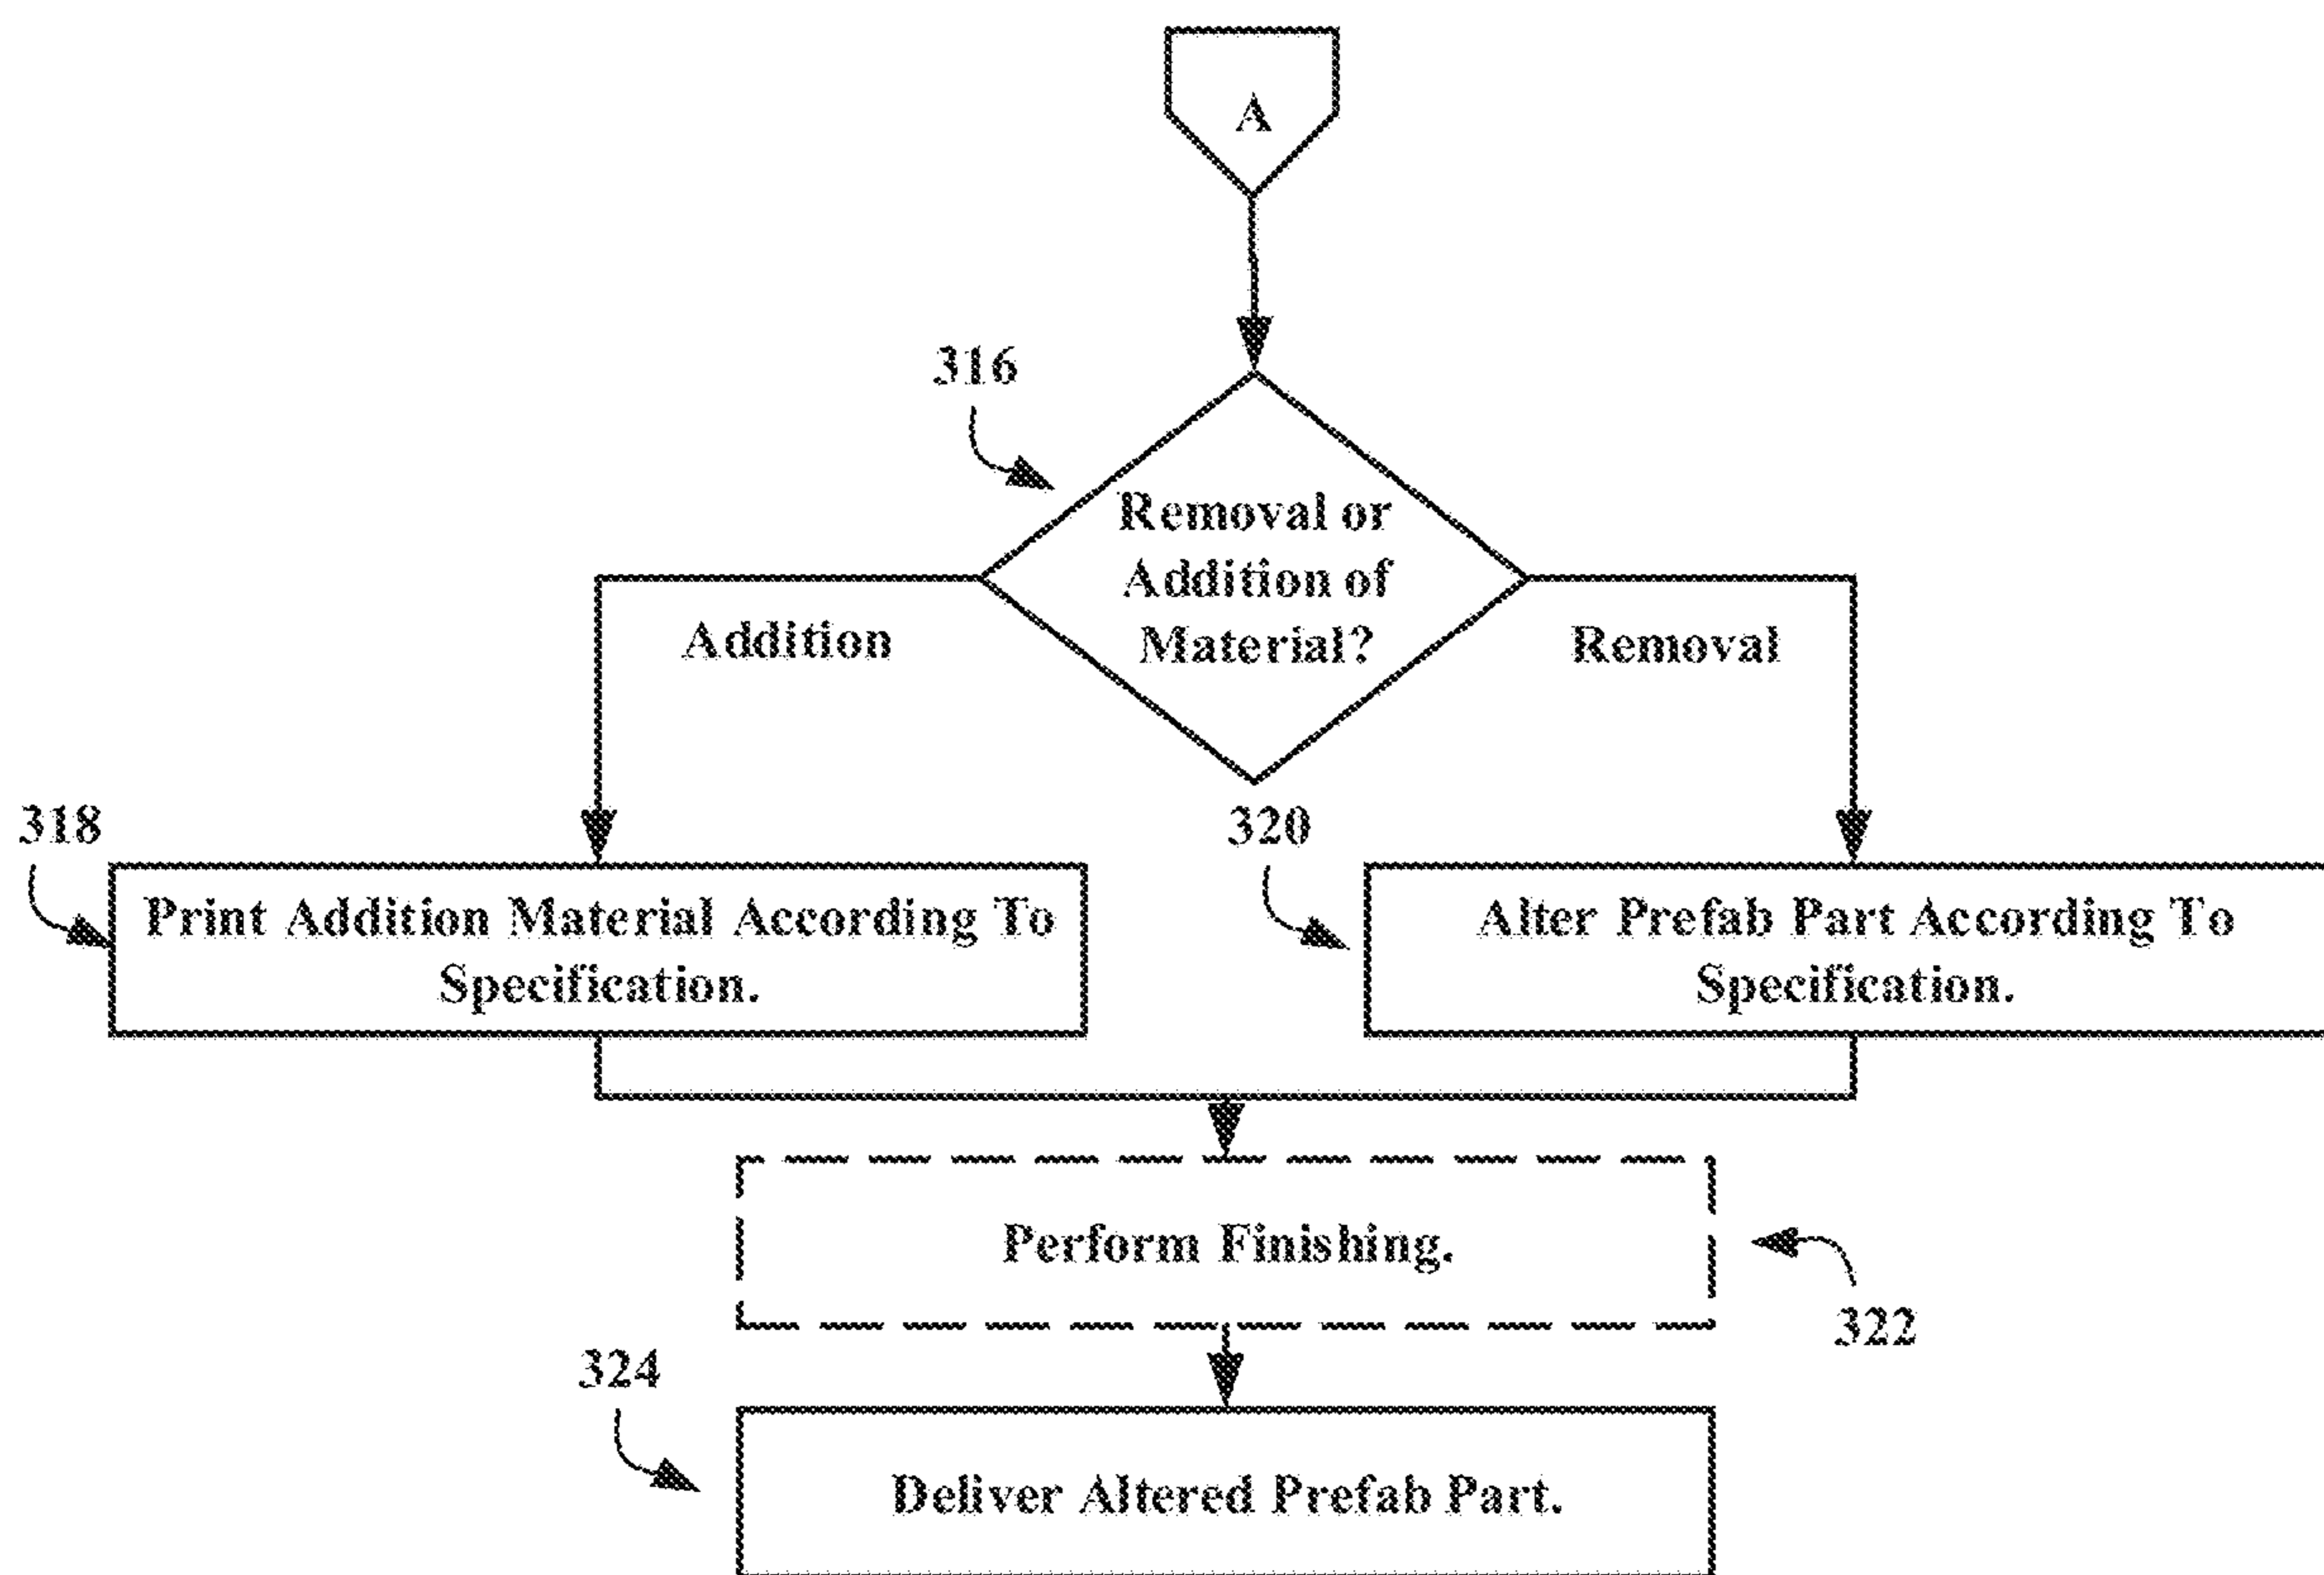 A
316
Removal or
Addition of
Material?
Addition
Removal
318
320
Print Addition Material According To
Specification.
Alter Prefab Part According To
Specification.
Perform Finishing.
322
324
Deliver Altered Prefab Part.